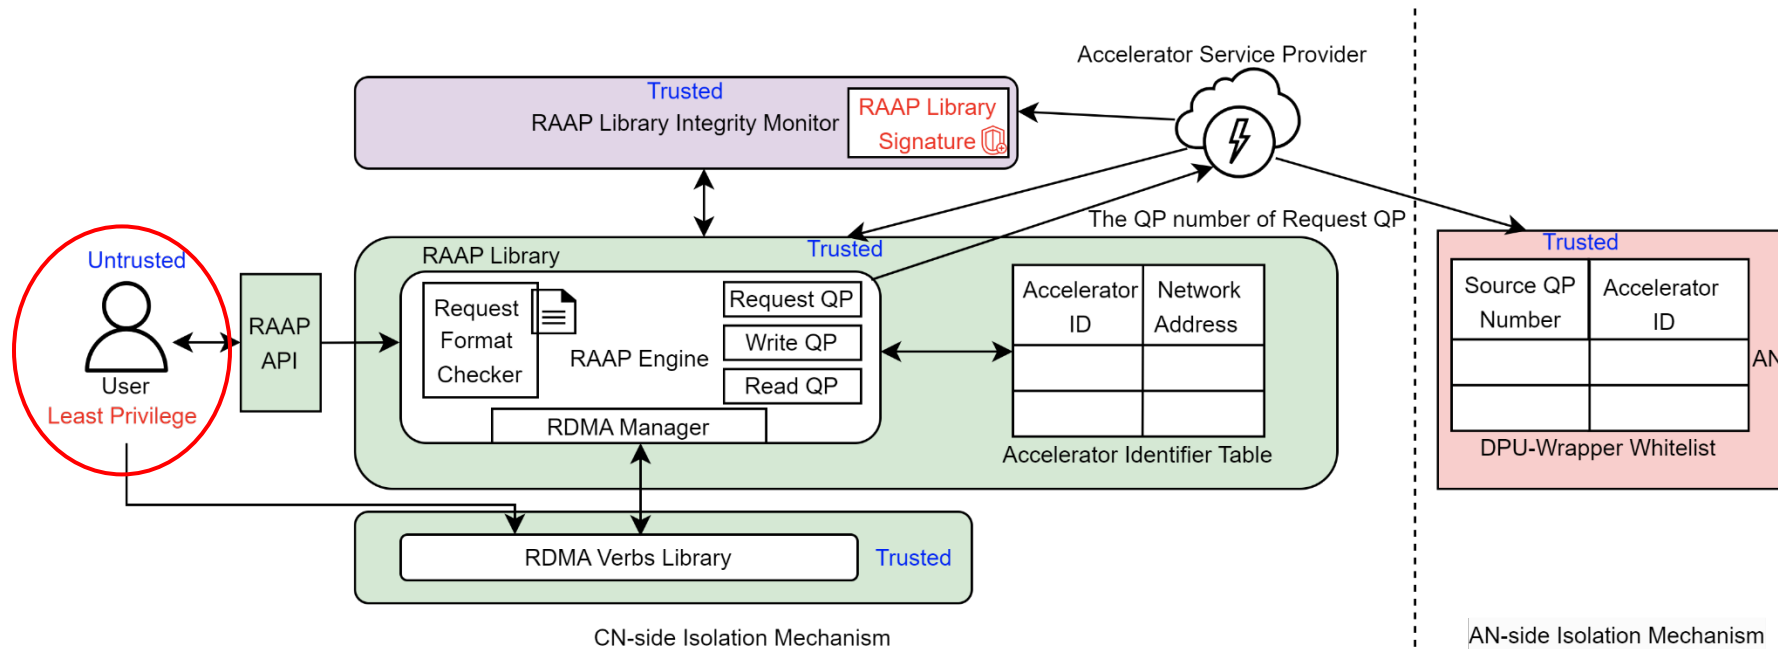 Accelerator Service Provider
Trusted
RAAP Library Integrity Monitor
RAAP Library
Signature
The QP number of Request QP
Untrusted
User
Least Privilege
RAAP
API
RAAP Library
Trusted
Request
Format
Checker
RAAP Engine
Request QP
Write QP
Read QP
RDMA Manager
Accelerator
ID
Network
Address
Accelerator Identifier Table
Trusted
Source QP
Number
Accelerator
ID
AN
DPU-Wrapper Whitelist
RDMA Verbs Library
Trusted
CN-side Isolation Mechanism
AN-side Isolation Mechanism